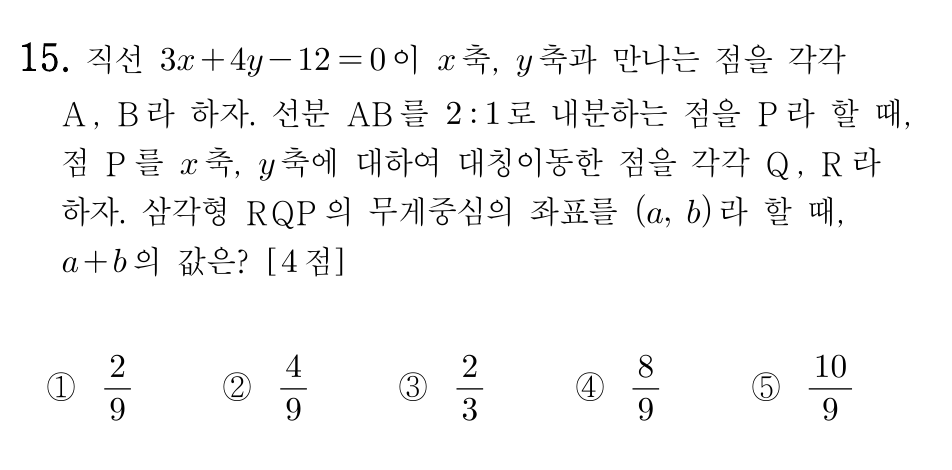 15. 직선 3x+4y-12=0이 x축, y축과 만나는 점을 각각
A, B라 하자. 선분 AB를 2:1로 내분하는 점을 P라 할 때,
점 P를 x축, y축에 대하여 대칭이동한 점을 각각 Q, R라
하자. 삼각형 RQP의 무게중심의 좌표를 (a, b)라 할 때,
a+b의 값은? [4점]
① 2/9 ② 4/9 ③ 2/3 ④ 8/9 ⑤ 10/9